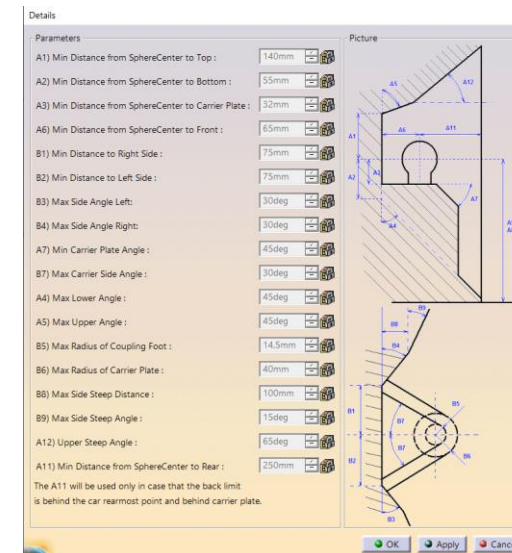 Details
Parameters
A1) Min Distance from SphereCenter to Top : 140mm
A2) Min Distance from SphereCenter to Bottom : 55mm
A3) Min Distance from SphereCenter to Carrier Plate : 32mm
A6) Min Distance from SphereCenter to Front : 65mm
B1) Min Distance to Right Side : 75mm
B2) Min Distance to Left Side : 75mm
B3) Max Side Angle Left: 30deg
B4) Max Side Angle Right: 30deg
A7) Min Carrier Plate Angle : 45deg
B7) Max Carrier Side Angle : 30deg
A4) Max Lower Angle : 45deg
A5) Max Upper Angle : 45deg
B5) Max Radius of Coupling Foot : 14,5mm
B6) Max Radius of Carrier Plate : 40mm
B8) Max Side Steep Distance : 100mm
B9) Max Side Steep Angle : 15deg
A12) Upper Steep Angle : 65deg
A11) Min Distance from SphereCenter to Rear : 250mm
The A11 will be used only in case that the back limit
is behind the car rearmost point and behind carrier plate.
Picture
A5 A12
A1 A6 A11
A2
A7
A4
B9
B8
B4
B1 B5
B7
B7
B2 B6
B3
OK Apply